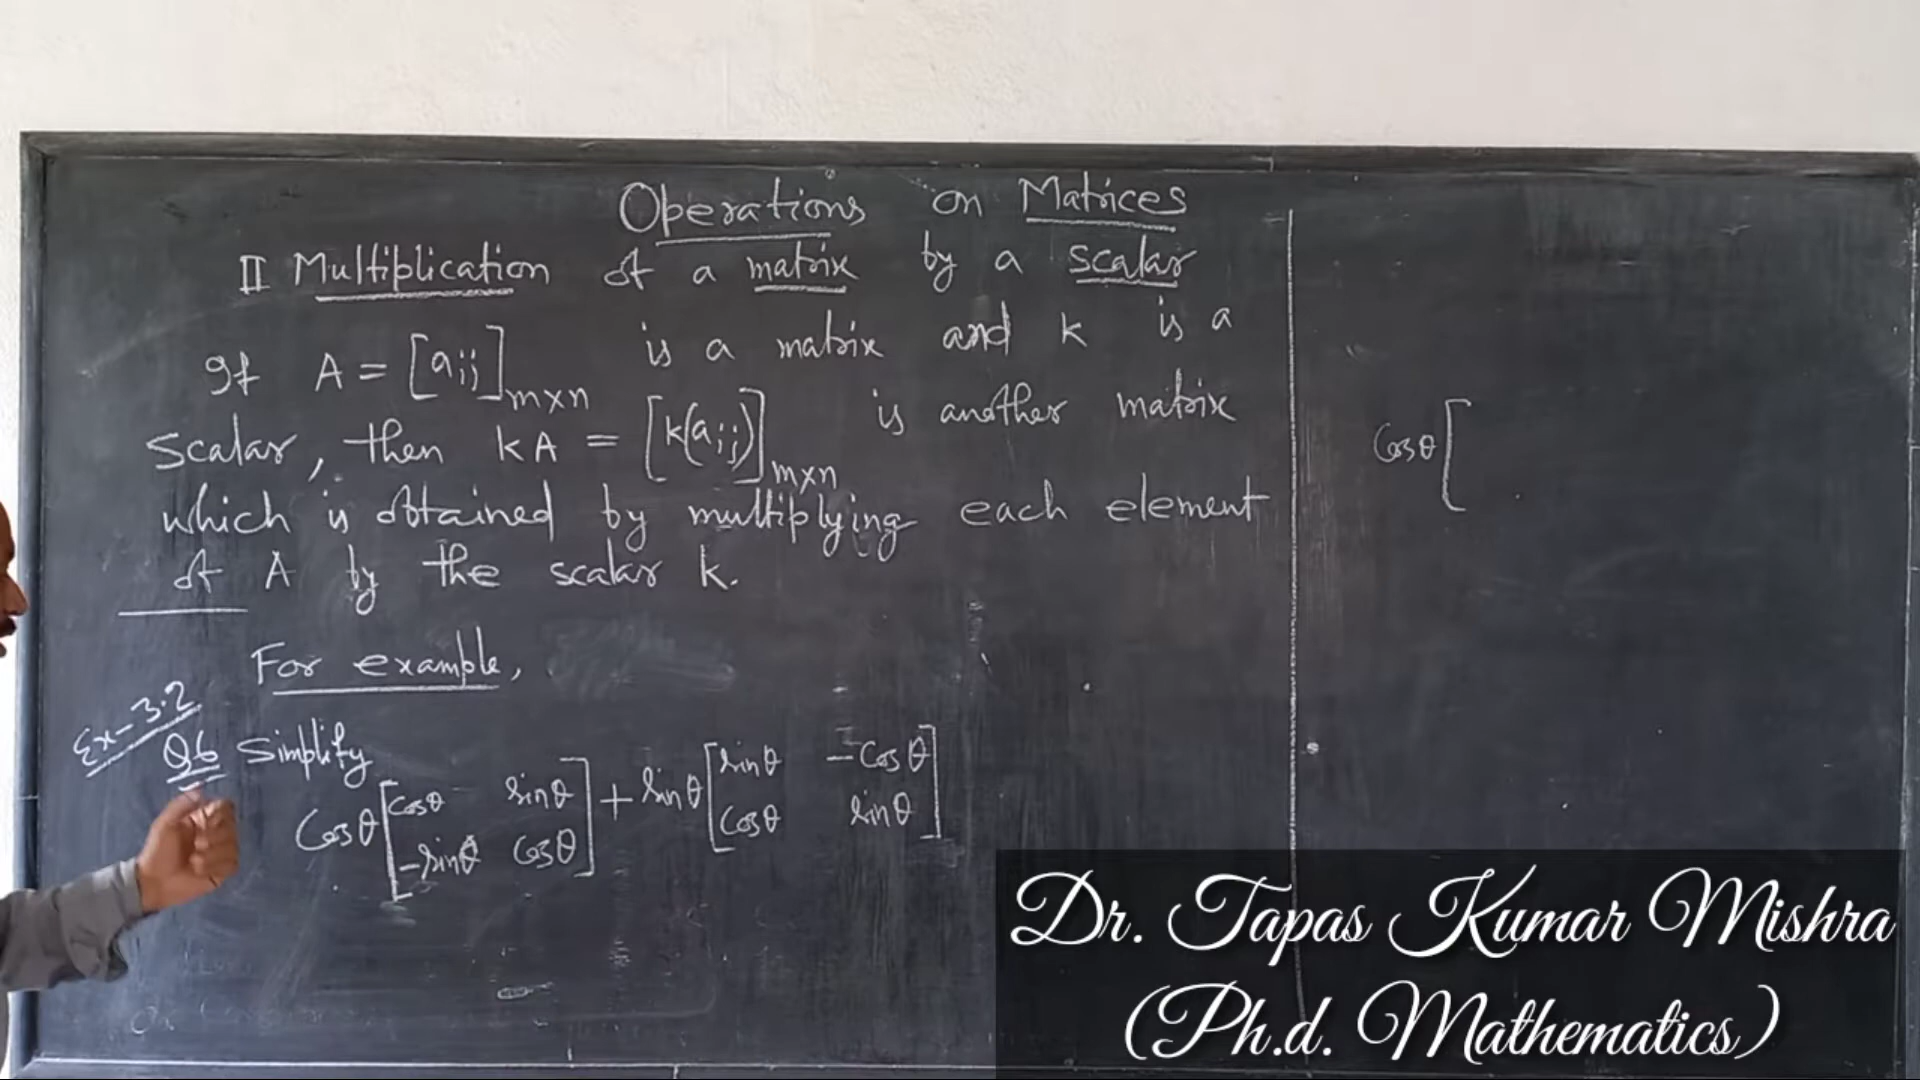 Operations on Matrices
II Multiplication of a matrix by a scalar
If A = [aij]m×n is a matrix and k is a
scalar, then kA = [k(aij)]m×n is another matrix
which is obtained by multiplying each element
of A by the scalar k.
For example,
Ex-3.2
Q6 Simplify
Cosθ [cosθ sinθ] + sinθ [sinθ -cosθ]
[-sinθ cosθ] [cosθ sinθ]
Cosθ [
Dr. Tapas Kumar Mishra
(Ph.d. Mathematics)